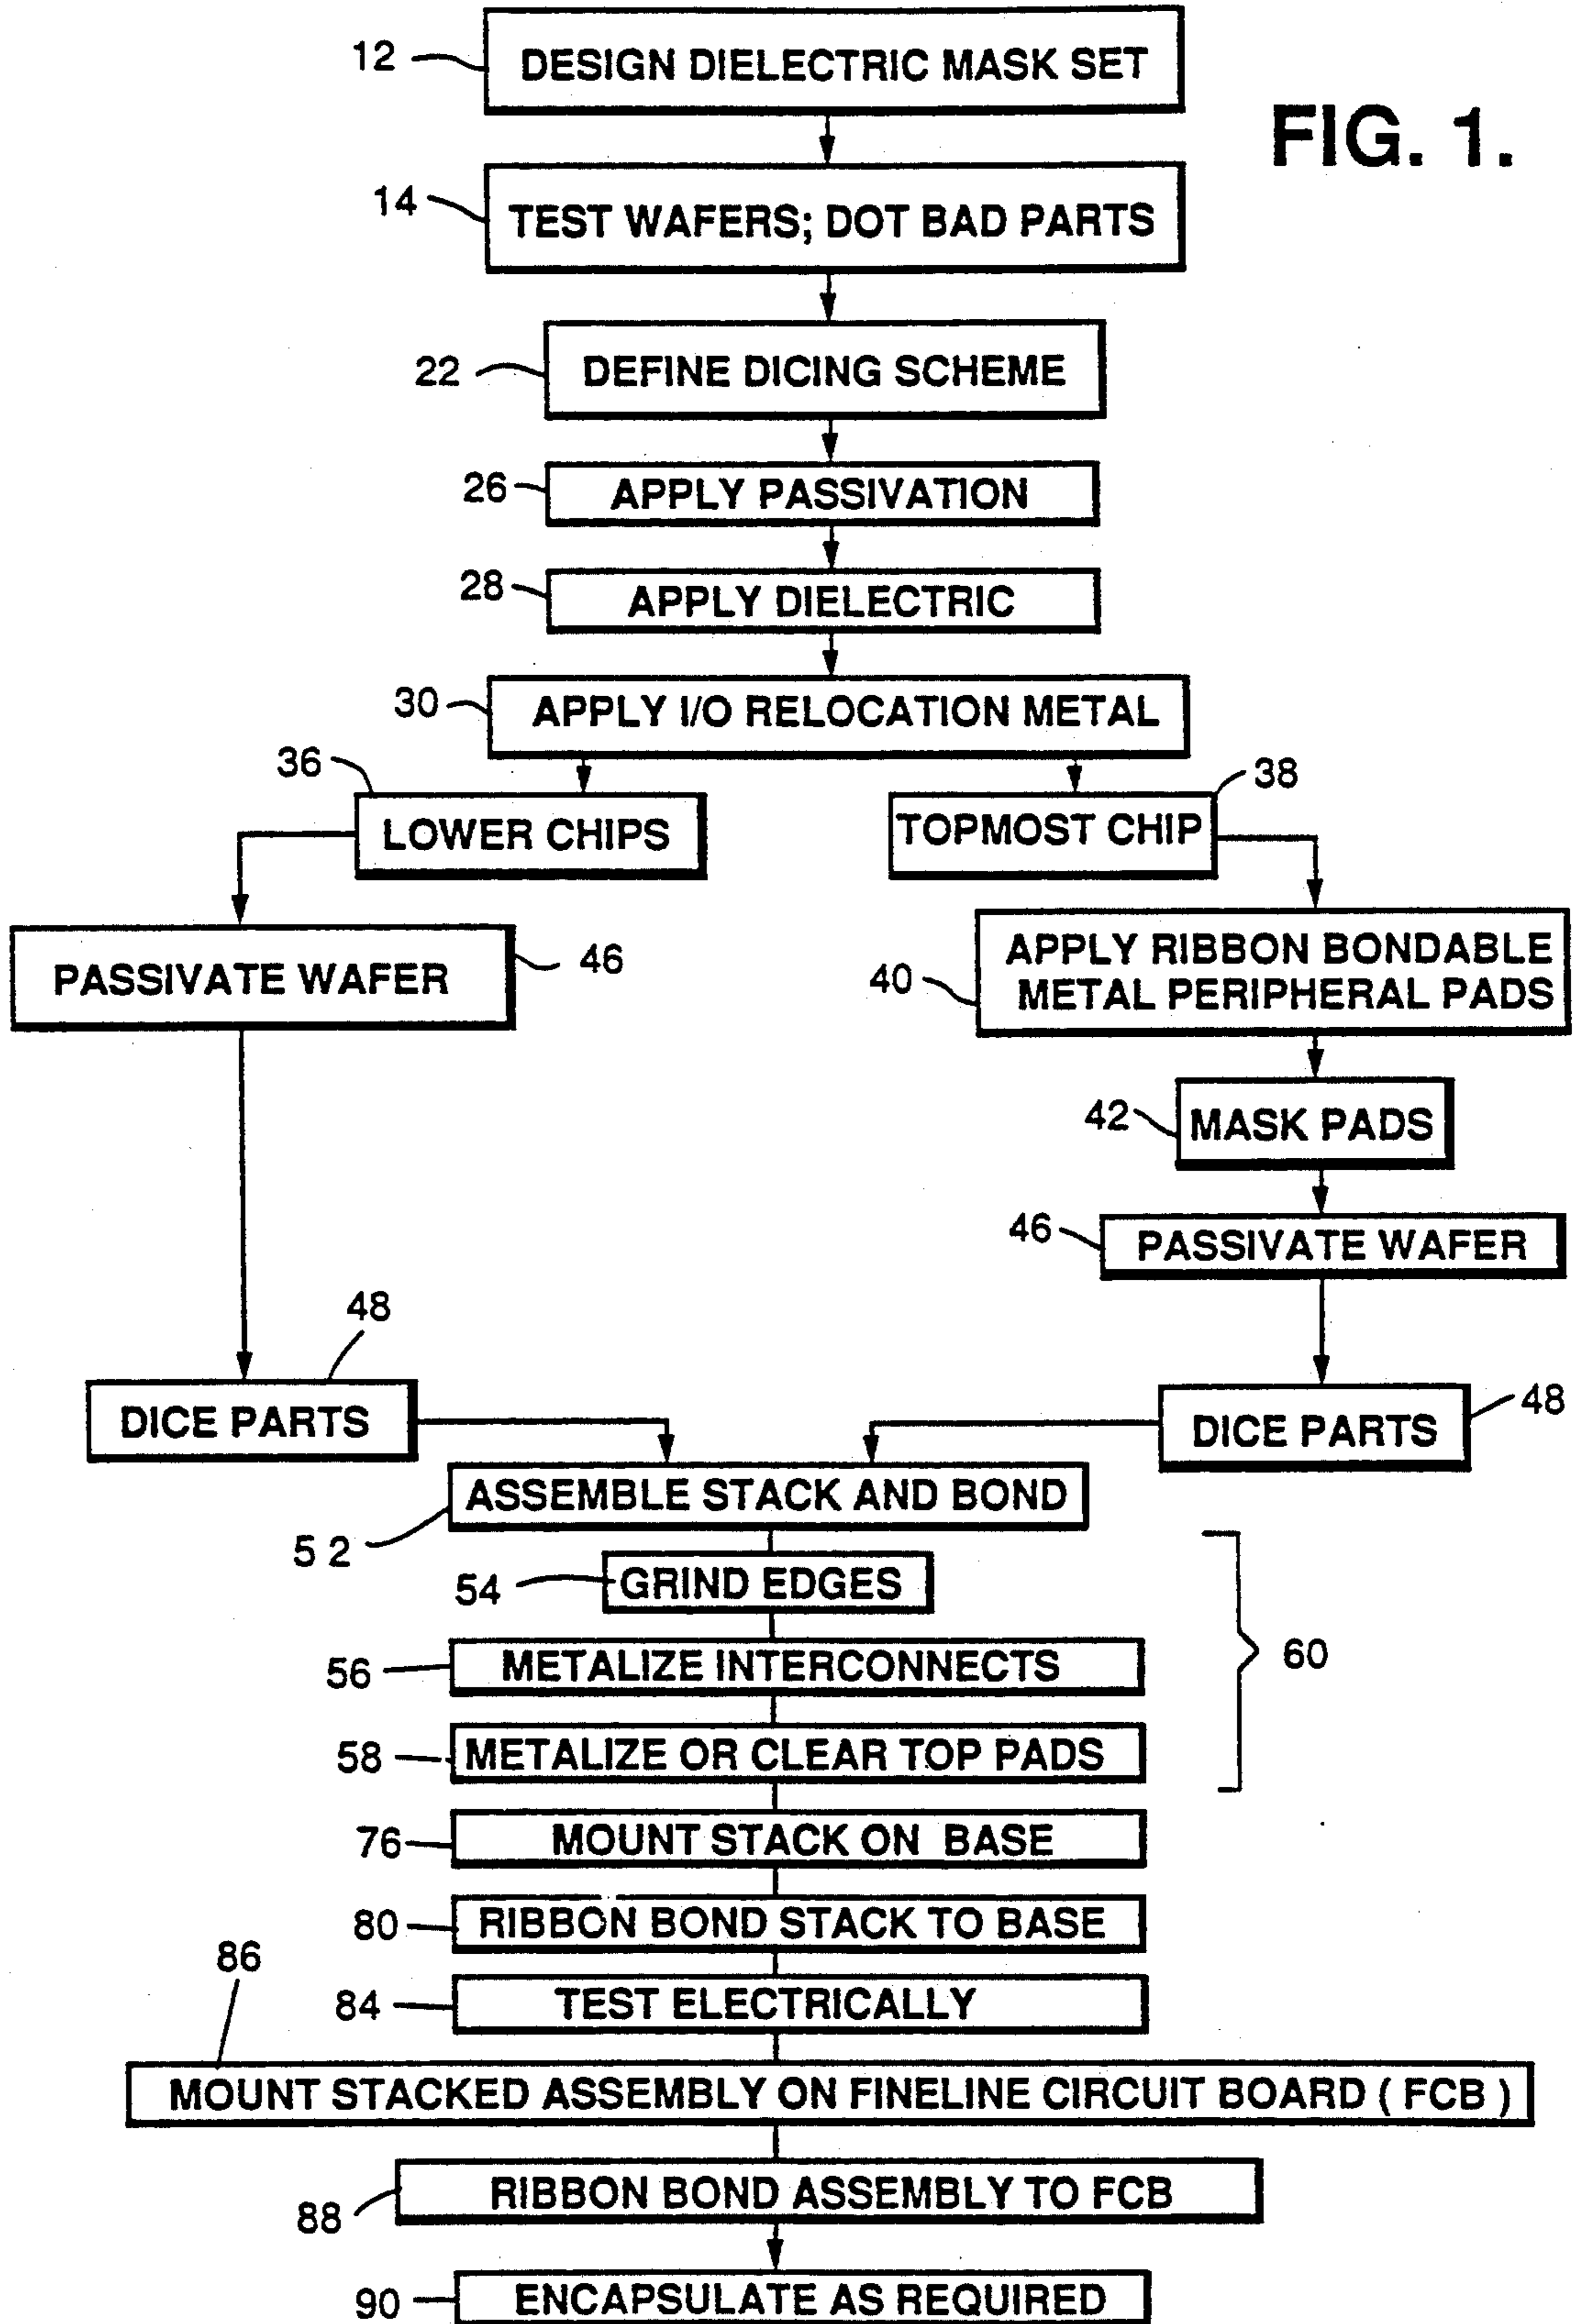 12 DESIGN DIELECTRIC MASK SET
FIG. 1.
14 TEST WAFERS; DOT BAD PARTS
22 DEFINE DICING SCHEME
26 APPLY PASSIVATION
28 APPLY DIELECTRIC
30 APPLY I/O RELOCATION METAL
36 LOWER CHIPS
38 TOPMOST CHIP
PASSIVATE WAFER 46
40 APPLY RIBBON BONDABLE
METAL PERIPHERAL PADS
42 MASK PADS
46 PASSIVATE WAFER
48 DICE PARTS
DICE PARTS 48
ASSEMBLE STACK AND BOND
52
54 GRIND EDGES
56 METALIZE INTERCONNECTS
60
58 METALIZE OR CLEAR TOP PADS
76 MOUNT STACK ON BASE
80 RIBBON BOND STACK TO BASE
86
84 TEST ELECTRICALLY
MOUNT STACKED ASSEMBLY ON FINELINE CIRCUIT BOARD ( FCB )
88 RIBBON BOND ASSEMBLY TO FCB
90 ENCAPSULATE AS REQUIRED